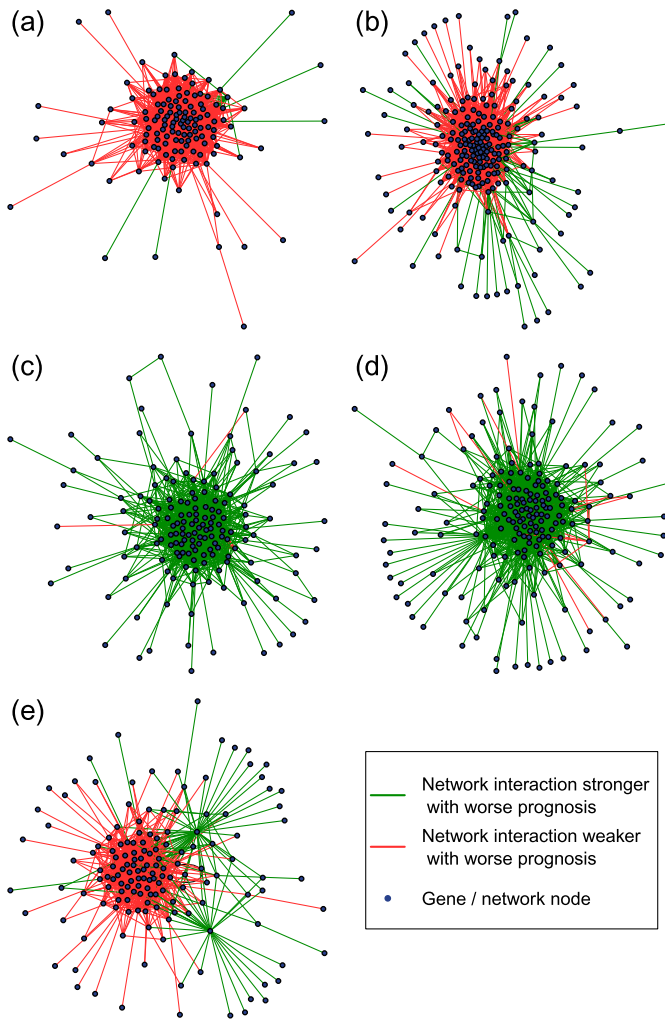 (a)
(b)
(c)
(d)
(e)
Network interaction stronger
with worse prognosis
Network interaction weaker
with worse prognosis
Gene / network node